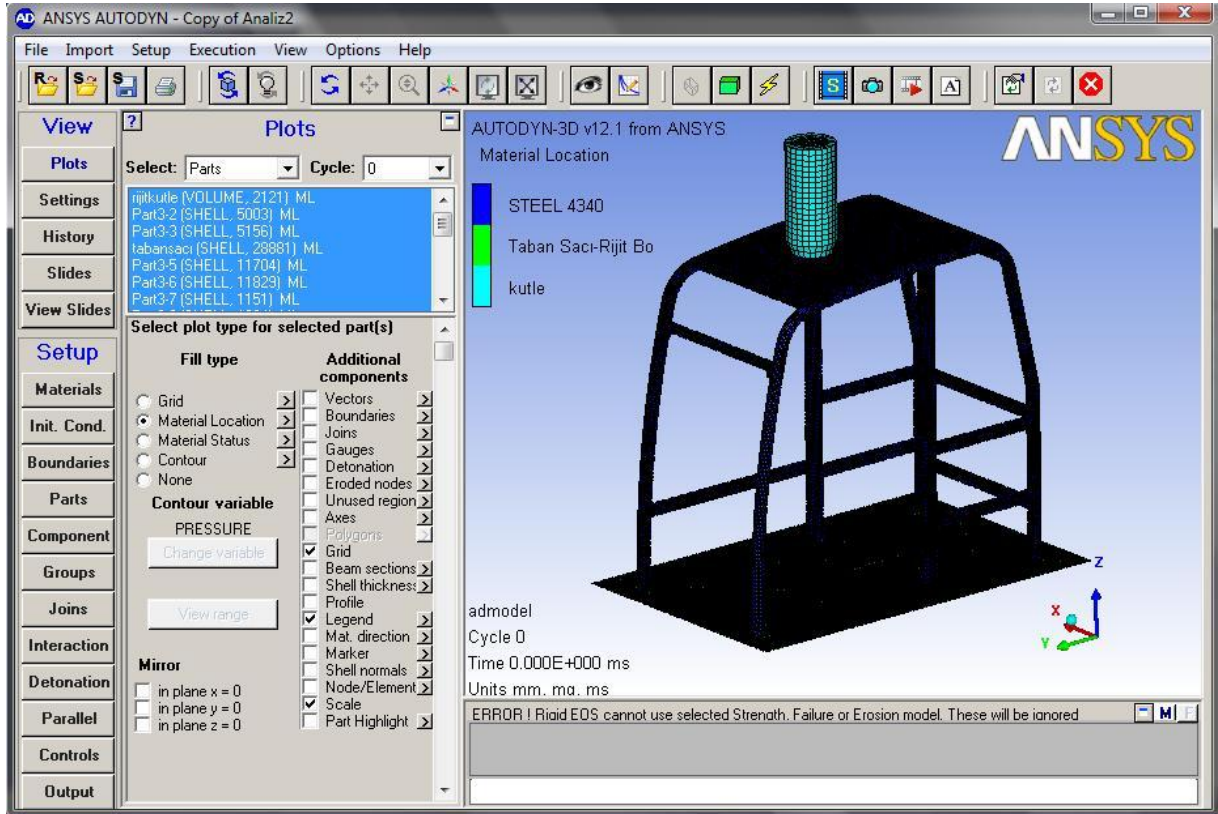 ANSYS AUTODYN - Copy of Analiz2
File Import Setup Execution View Options Help
View
Plots
Settings
History
Slides
View Slides
Setup
Materials
Init. Cond.
Boundaries
Parts
Component
Groups
Joins
Interaction
Detonation
Parallel
Controls
Output
? Plots
Select: Parts Cycle: 0
rijitkutle (VOLUME, 2121) ML
Part3-2 (SHELL, 5003) ML
Part3-3 (SHELL, 5156) ML
tabansacı (SHELL, 28881) ML
Part3-5 (SHELL, 11704) ML
Part3-6 (SHELL, 11829) ML
Part3-7 (SHELL, 1151) ML
Select plot type for selected part(s)
Fill type
Grid
Material Location
Material Status
Contour
None
Contour variable
PRESSURE
Change variable
View range
Mirror
in plane x = 0
in plane y = 0
in plane z = 0
Additional
components
Vectors
Boundaries
Joins
Gauges
Detonation
Eroded nodes
Unused region
Axes
Polygons
Grid
Beam sections
Shell thickness
Profile
Legend
Mat. direction
Marker
Shell normals
Node/Element
Scale
Part Highlight
AUTODYN-3D v12.1 from ANSYS
Material Location
STEEL 4340
Taban Sacı-Rijit Bo
kutle
ANSYS
Z
X
Y
admodel
Cycle 0
Time 0.000E+000 ms
Units mm, mg, ms
ERROR ! Rigid EOS cannot use selected Strength, Failure or Erosion model. These will be ignored
M F